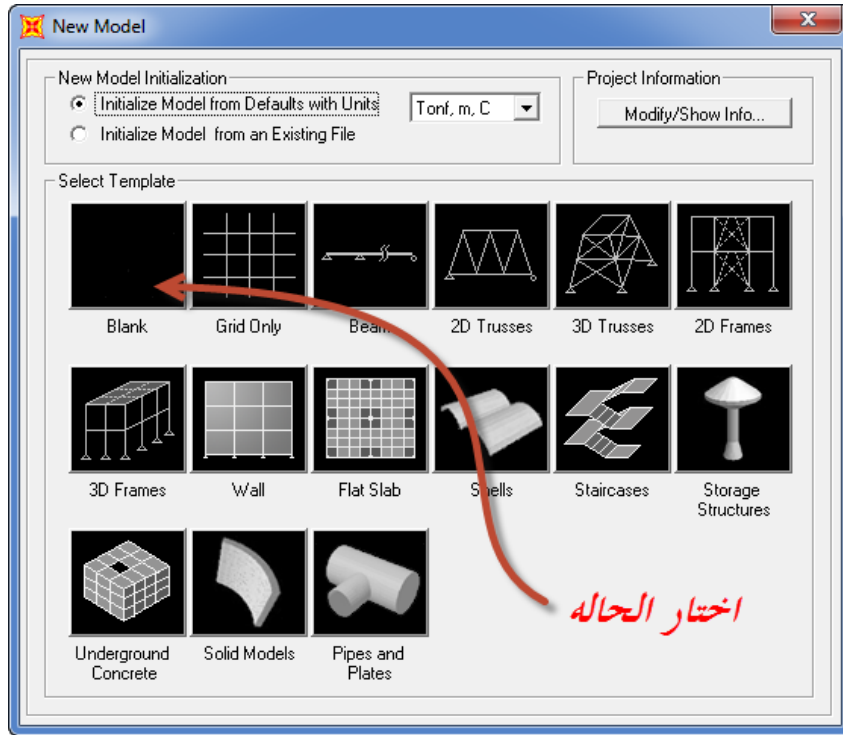 New Model
New Model Initialization
Initialize Model from Defaults with Units
Tonf, m, C
Initialize Model from an Existing File
Project Information
Modify/Show Info...
Select Template
Blank
Grid Only
Beam
2D Trusses
3D Trusses
2D Frames
3D Frames
Wall
Flat Slab
Shells
Staircases
Storage
Structures
Underground
Concrete
Solid Models
Pipes and
Plates
اختار الحاله